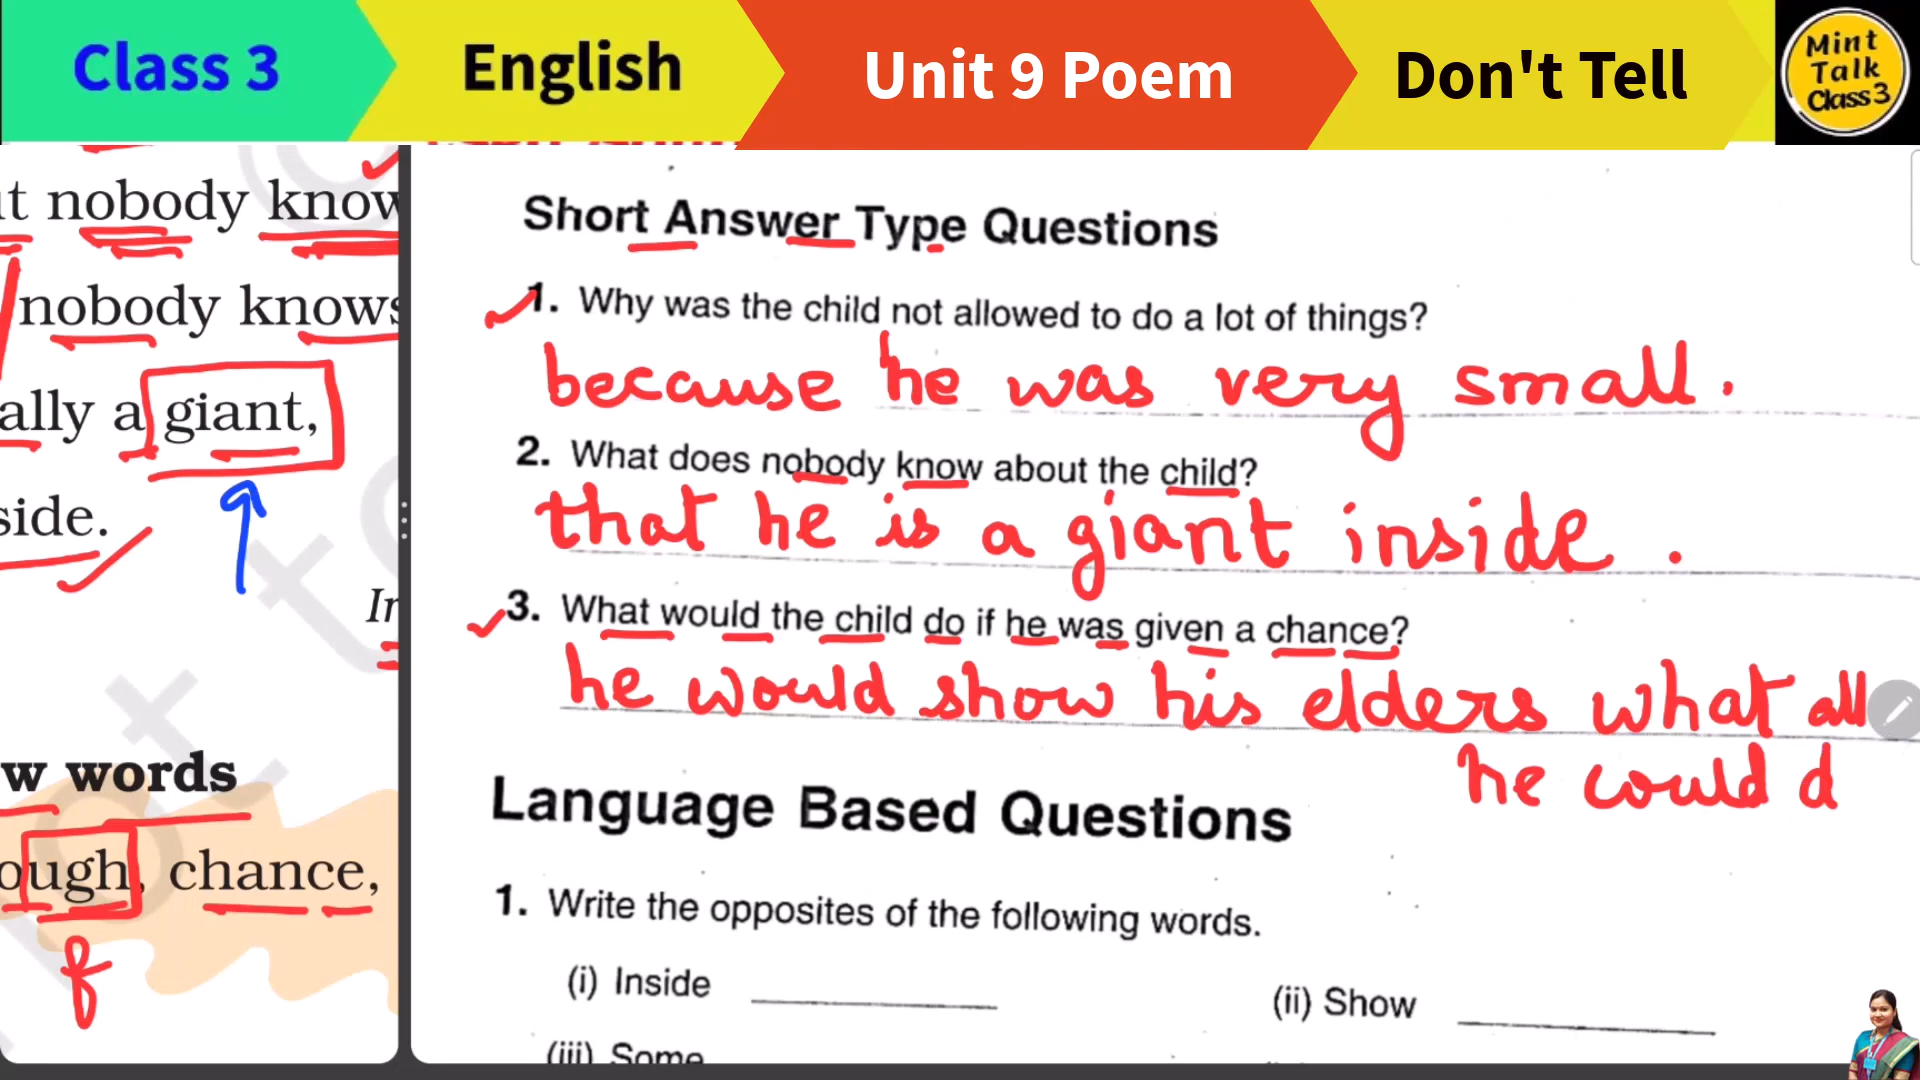 Class 3
English
Unit 9 Poem
Don't Tell
Mint
Talk
Class 3
nobody know
nobody knows
ally a giant,
side.
w words
ough, chance,
f
Short Answer Type Questions
1. Why was the child not allowed to do a lot of things?
because he was very small.
2. What does nobody know about the child?
that he is a giant inside.
3. What would the child do if he was given a chance?
he would show his elders what all
he could d
Language Based Questions
1. Write the opposites of the following words.
(i) Inside
(ii) Show
(iii) Some